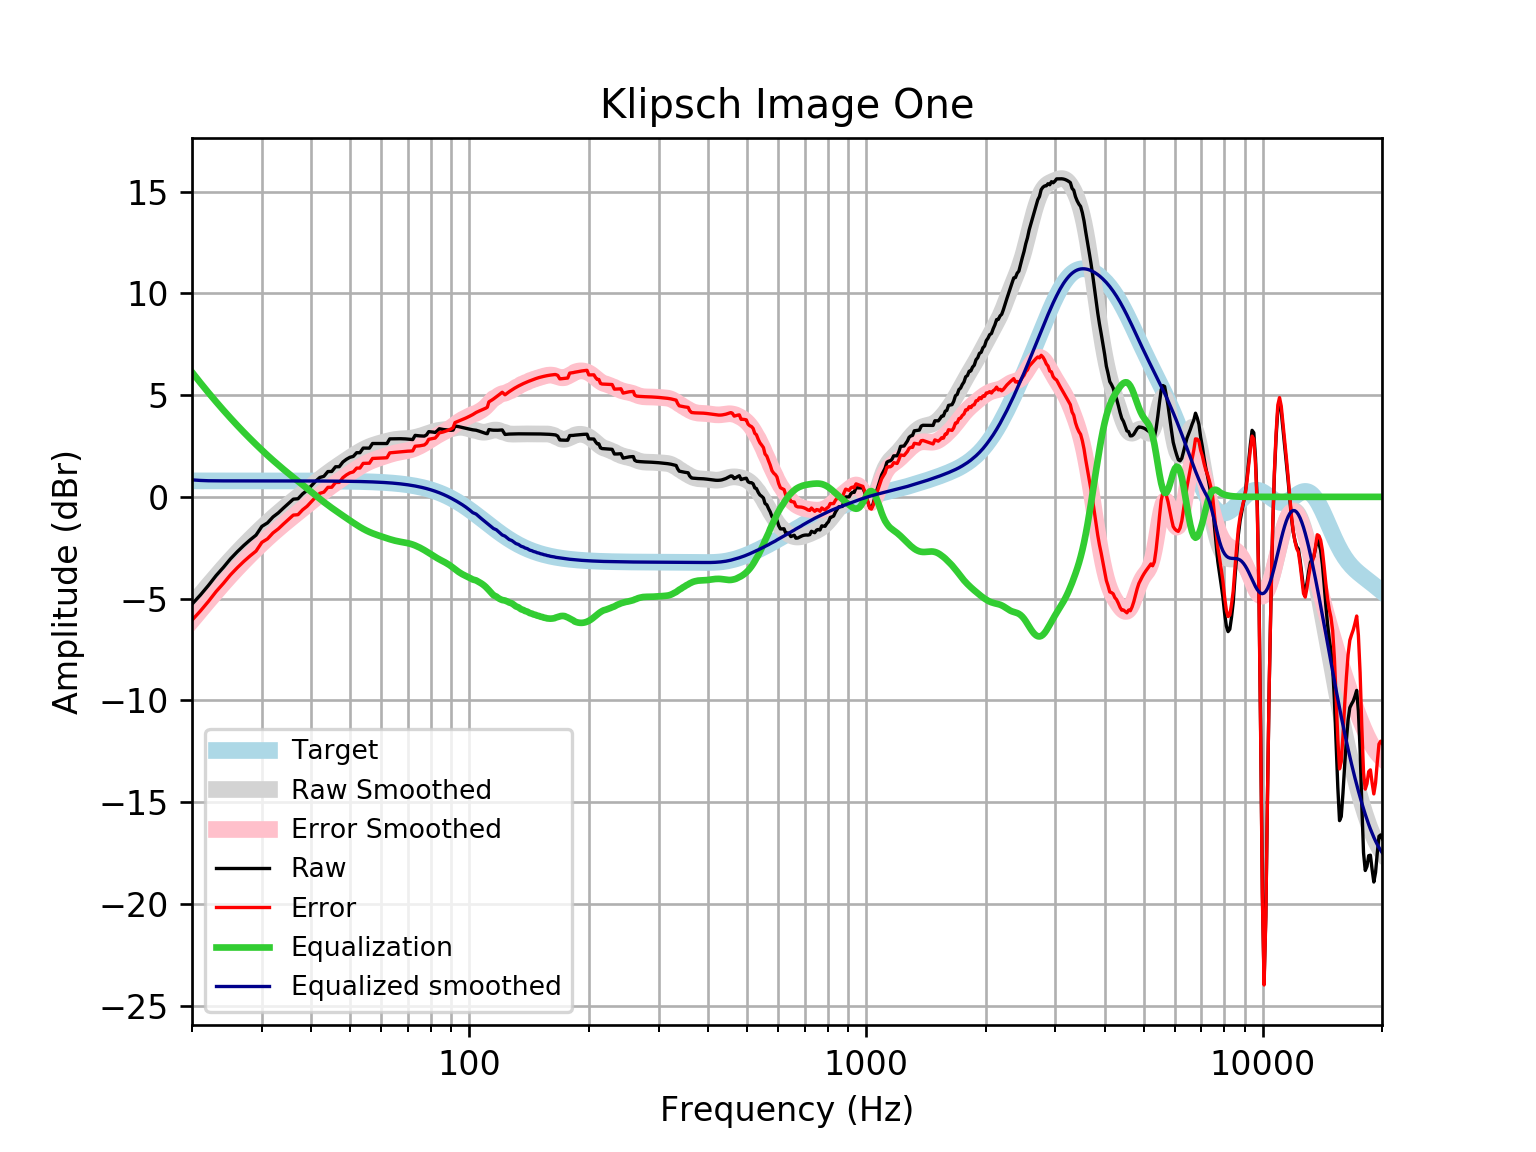 Klipsch Image One
Amplitude (dBr)
15
10
5
0
−5
−10
−15
−20
−25
Target
Raw Smoothed
Error Smoothed
Raw
Error
Equalization
Equalized smoothed
100
1000
10000
Frequency (Hz)